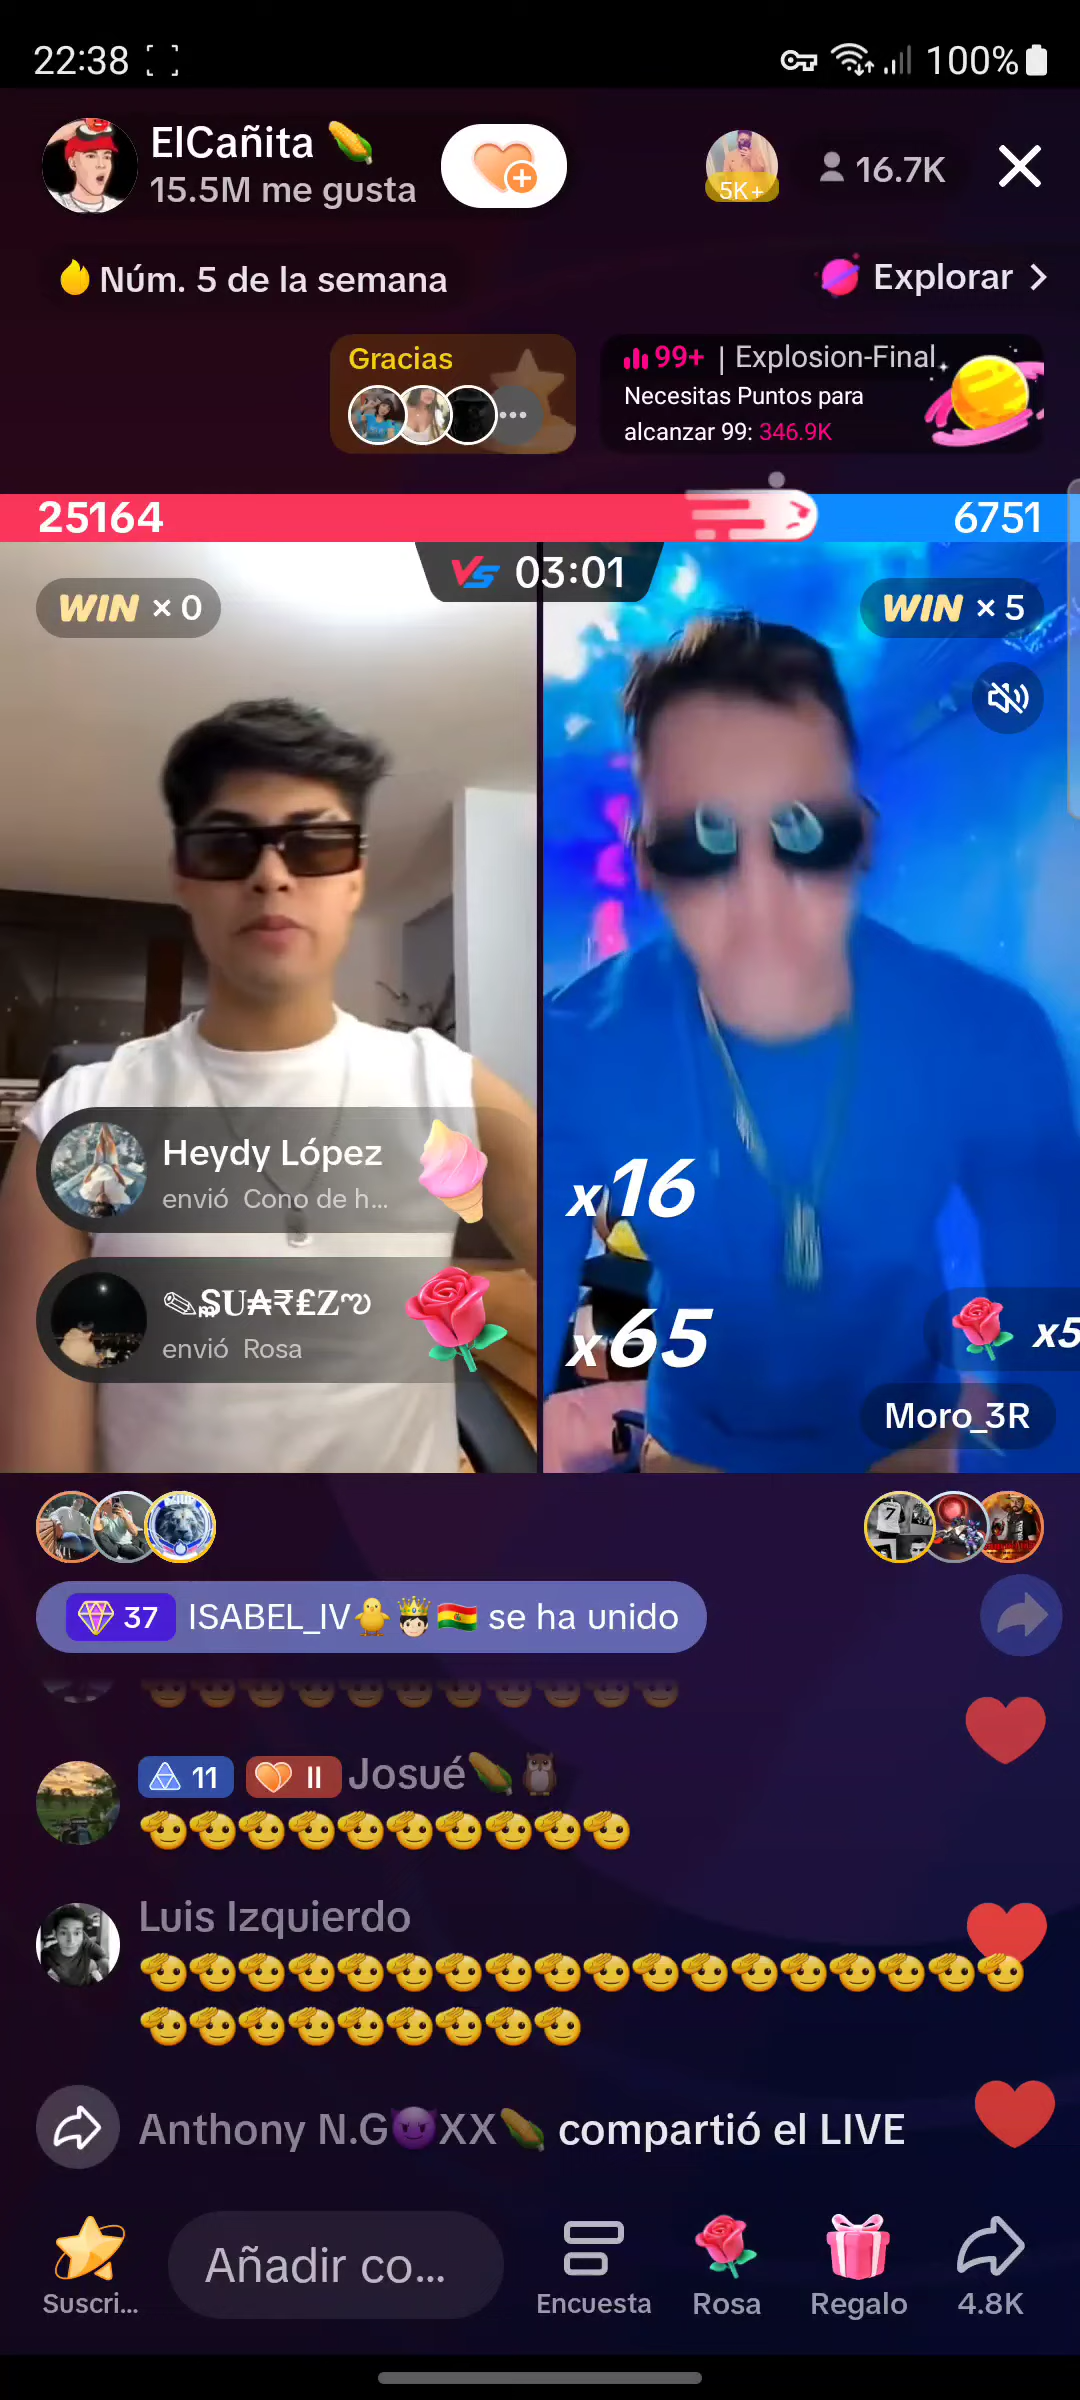 22:38
100%
ElCañita 🌽
15.5M me gusta
5K+
16.7K
Núm. 5 de la semana
Explorar >
Gracias
99+ | Explosion-Final
Necesitas Puntos para
alcanzar 99: 346.9K
25164
6751
VS 03:01
WIN × 0
WIN × 5
Heydy López
envió Cono de h...
x16
envió Rosa
x65
x5
Moro_3R
37 ISABEL_IV🐥🤴🏻🇧🇴 se ha unido
🫡🫡🫡🫡🫡🫡🫡🫡🫡🫡🫡
11 II Josué🌽🦉
🫡🫡🫡🫡🫡🫡🫡🫡🫡🫡
Luis Izquierdo
🫡🫡🫡🫡🫡🫡🫡🫡🫡🫡🫡🫡🫡🫡🫡🫡🫡🫡
🫡🫡🫡🫡🫡🫡🫡🫡🫡
Anthony N.G😈XX🌽 compartió el LIVE
Añadir co...
Suscri...
Encuesta
Rosa
Regalo
4.8K